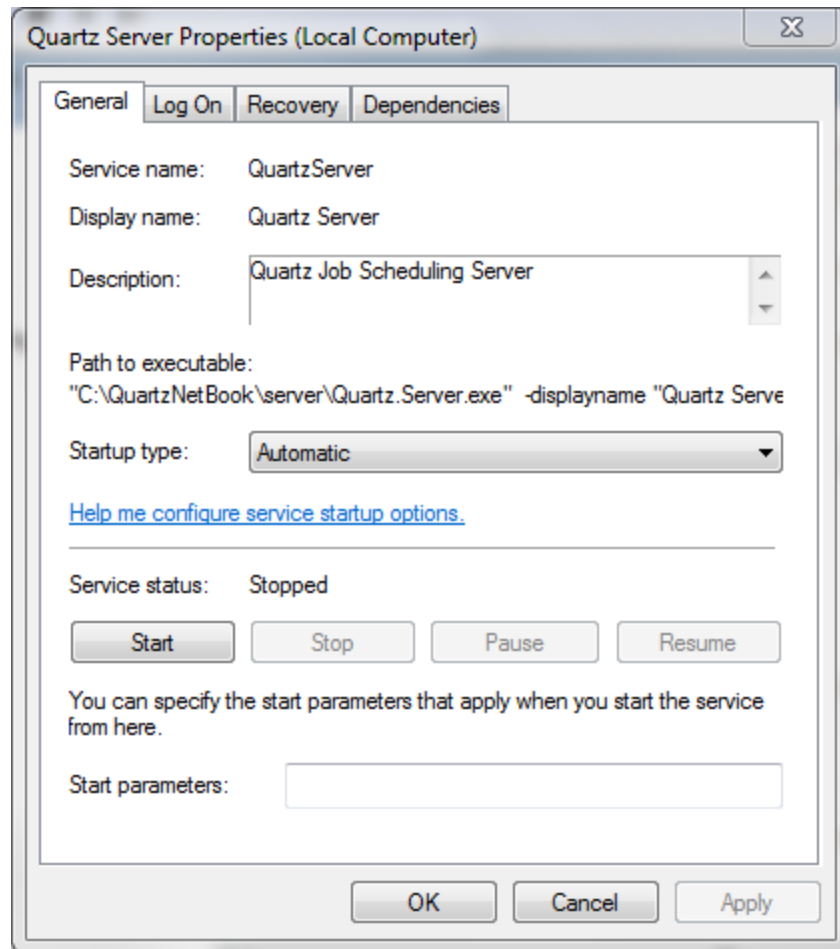 Quartz Server Properties (Local Computer)
General Log On Recovery Dependencies
Service name: QuartzServer
Display name: Quartz Server
Description: Quartz Job Scheduling Server
Path to executable:
"C:\QuartzNetBook\server\Quartz.Server.exe" -displayname "Quartz Serve
Startup type: Automatic
Help me configure service startup options.
Service status: Stopped
Start Stop Pause Resume
You can specify the start parameters that apply when you start the service
from here.
Start parameters:
OK Cancel Apply